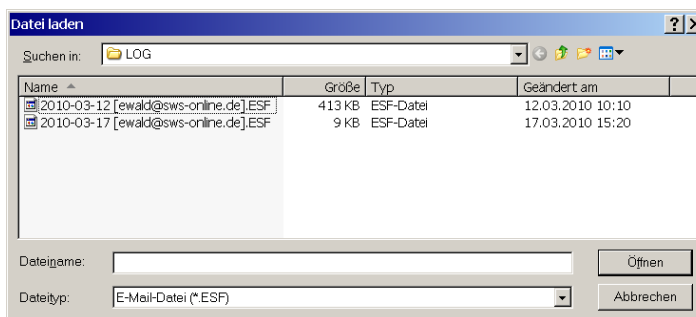 Datei laden
Suchen in: LOG
Name Größe Typ Geändert am
2010-03-12 [ewald@sws-online.de].ESF 413 KB ESF-Datei 12.03.2010 10:10
2010-03-17 [ewald@sws-online.de].ESF 9 KB ESF-Datei 17.03.2010 15:20
Dateiname: Öffnen
Dateityp: E-Mail-Datei (*.ESF) Abbrechen